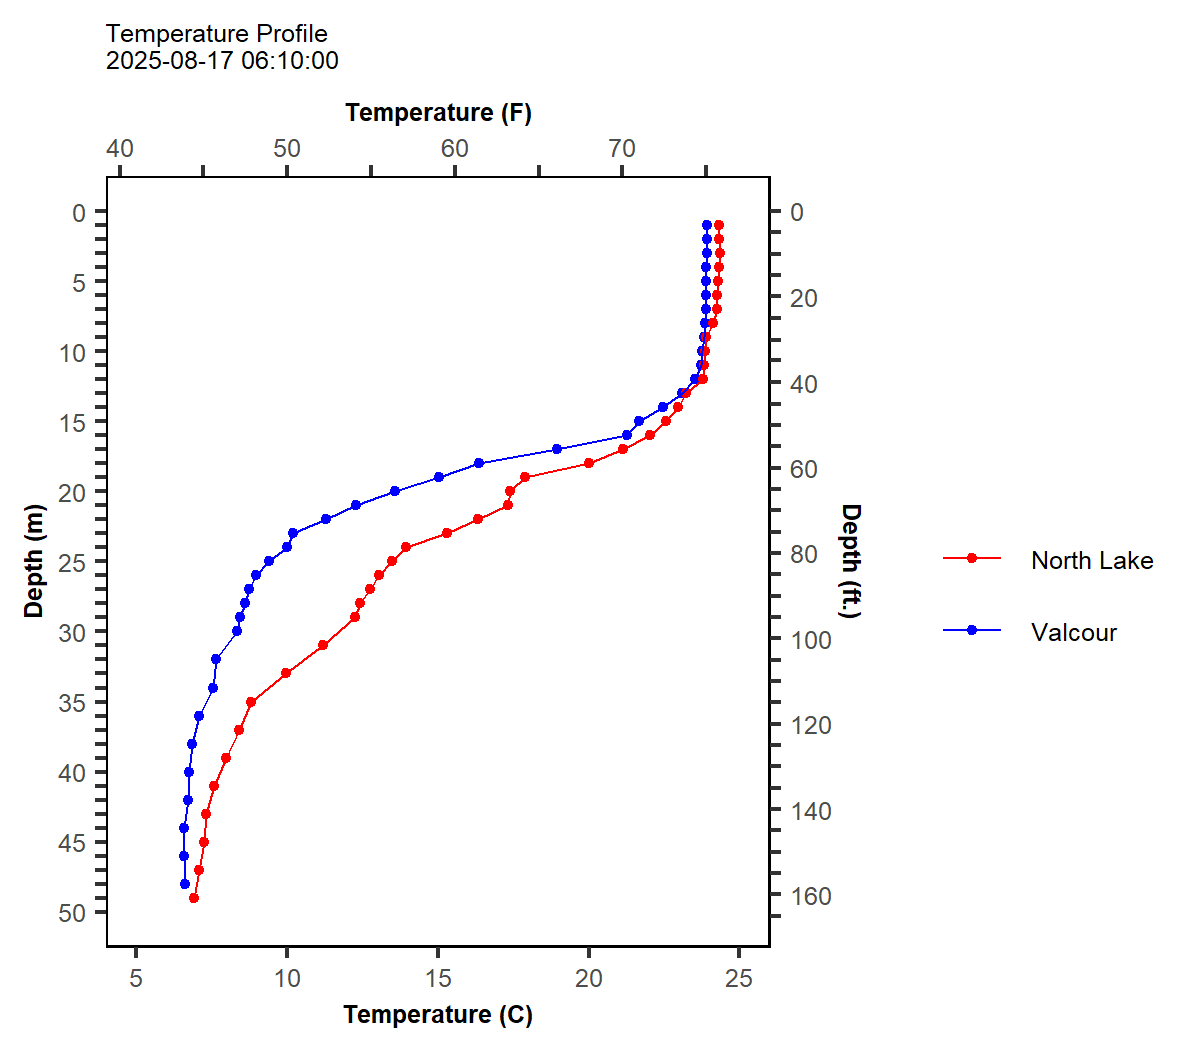 Temperature Profile
2025-08-17 06:10:00
Temperature (F)
40 50 60 70
0
5
10
15
20
25
30
35
40
45
50
Depth (m)
0
20
40
60
80
100
120
140
160
Depth (ft.)
North Lake
Valcour
5 10 15 20 25
Temperature (C)